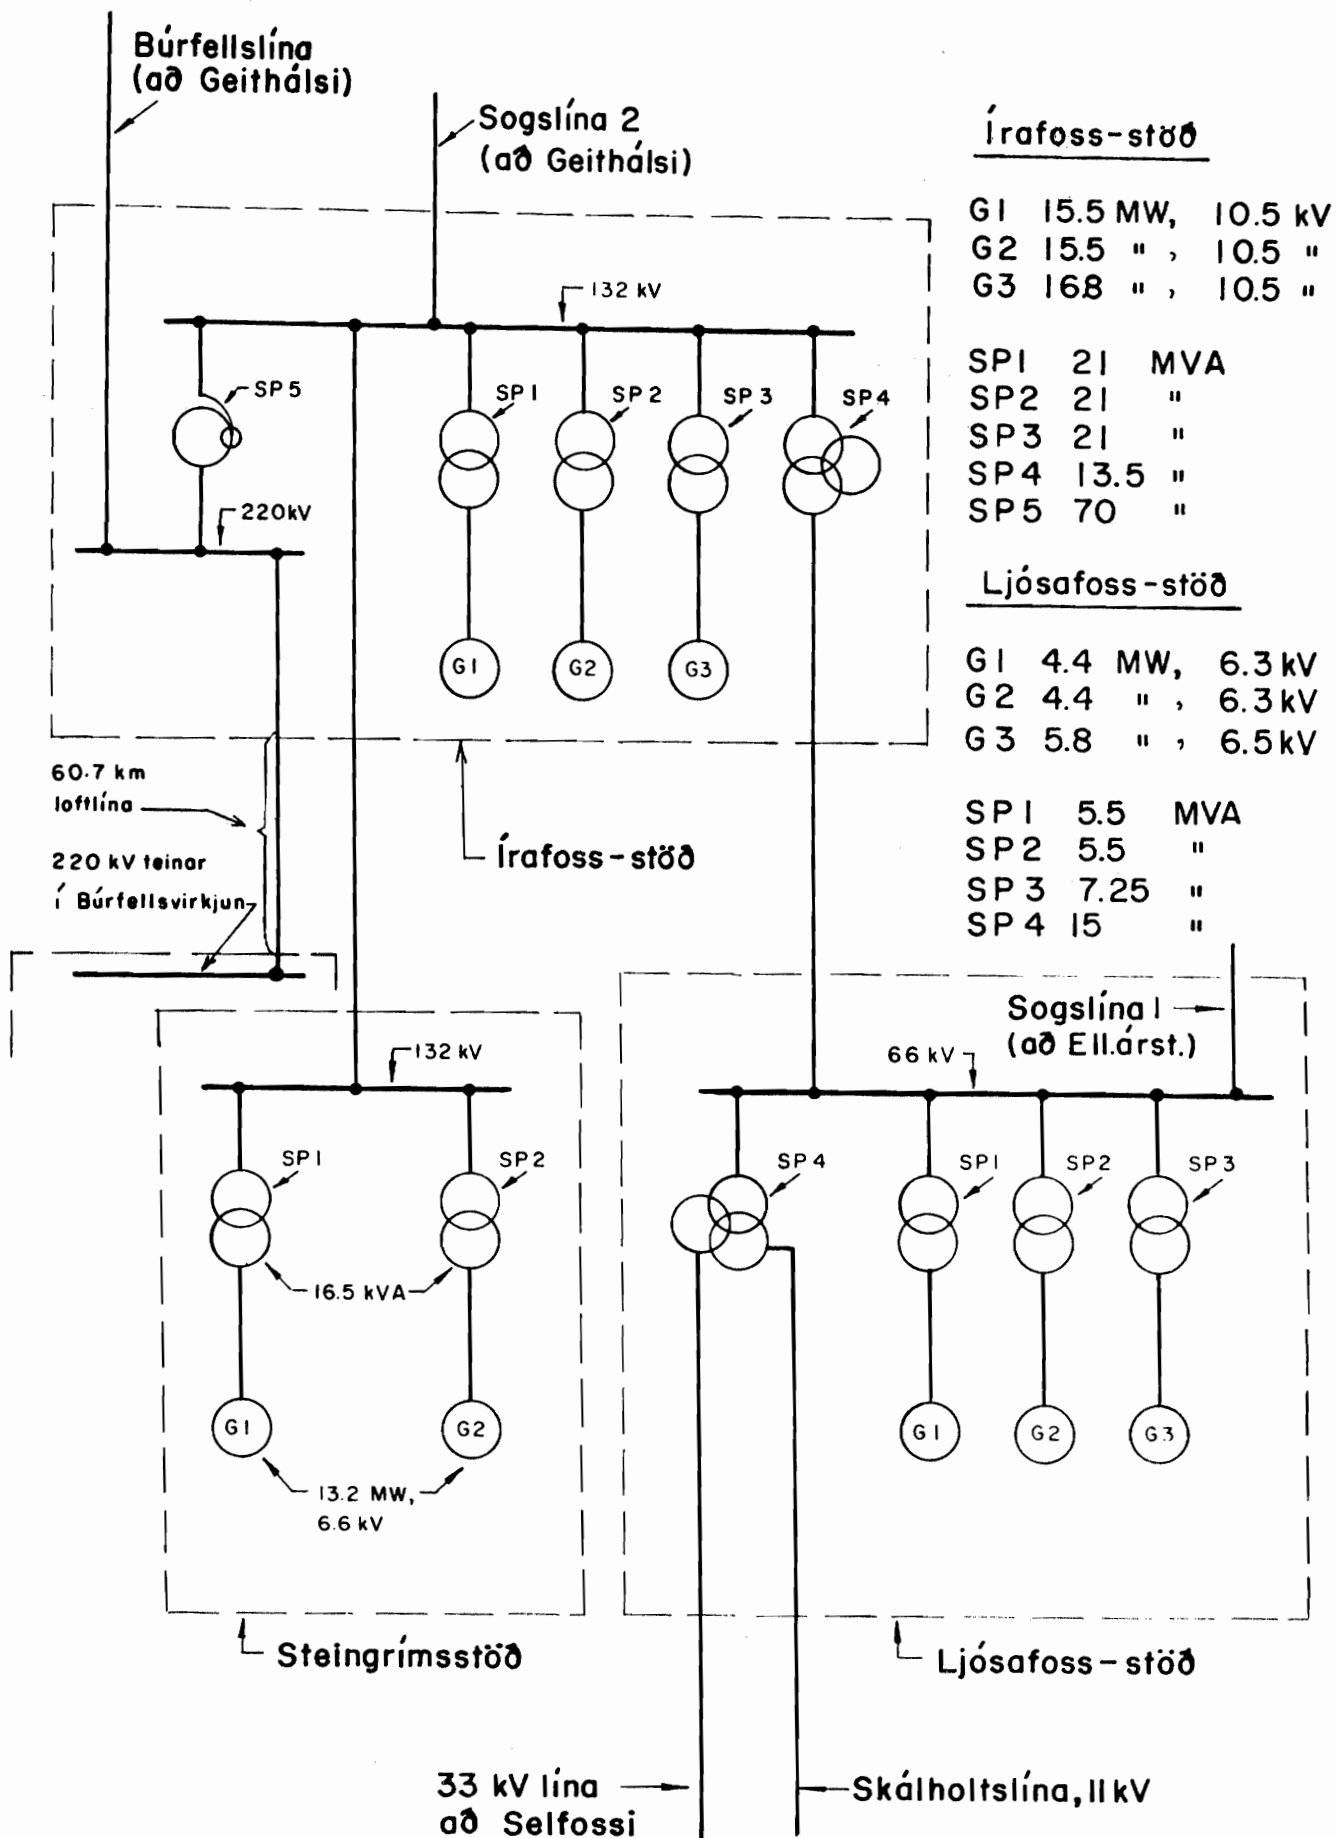 Búrfellslína
(að Geithálsi)
Sogslína 2
(að Geithálsi)
Írafoss-stöð
G1 15.5 MW, 10.5 kV
G2 15.5 " , 10.5 "
G3 16.8 " , 10.5 "
SP1 21 MVA
SP2 21 "
SP3 21 "
SP4 13.5 "
SP5 70 "
132 kV
SP5
SP1
SP2
SP3
SP4
220kV
G1
G2
G3
Ljósafoss-stöð
G1 4.4 MW, 6.3 kV
G2 4.4 " , 6.3 kV
G3 5.8 " , 6.5 kV
SP1 5.5 MVA
SP2 5.5 "
SP3 7.25 "
SP4 15 "
60.7 km
loftlína
220 kV teinar
í Búrfellsvirkjun
Írafoss-stöð
132 kV
SP1
SP2
16.5 kVA
G1
G2
13.2 MW,
6.6 kV
Steingrímsstöð
Sogslína 1
(að Ell.árst.)
66 kV
SP4
SP1
SP2
SP3
G1
G2
G3
Ljósafoss-stöð
33 kV lína
að Selfossi
Skálholtslína, 11 kV